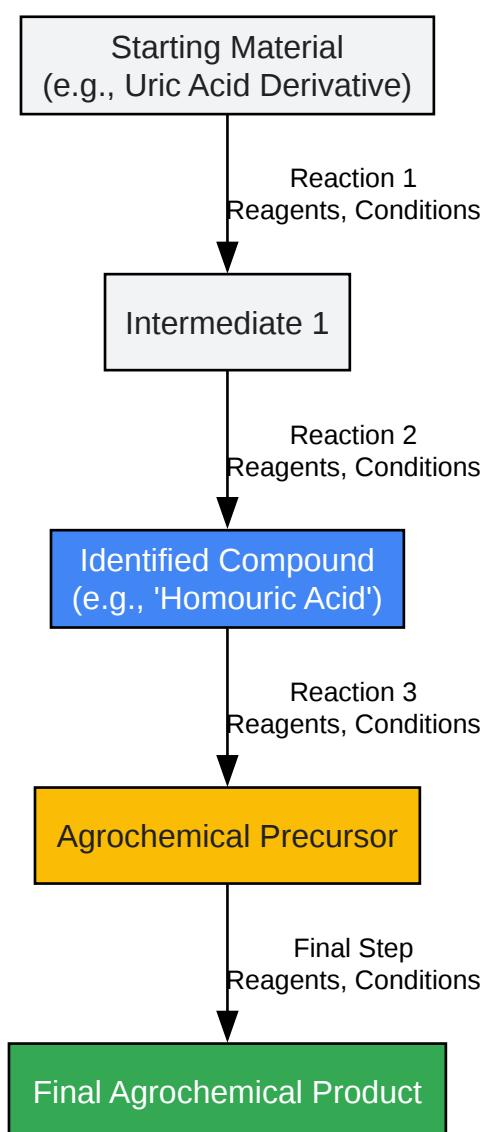 Starting Material
(e.g., Uric Acid Derivative)
Reaction 1
Reagents, Conditions
Intermediate 1
Reaction 2
Reagents, Conditions
Identified Compound
(e.g., 'Homouric Acid')
Reaction 3
Reagents, Conditions
Agrochemical Precursor
Final Step
Reagents, Conditions
Final Agrochemical Product